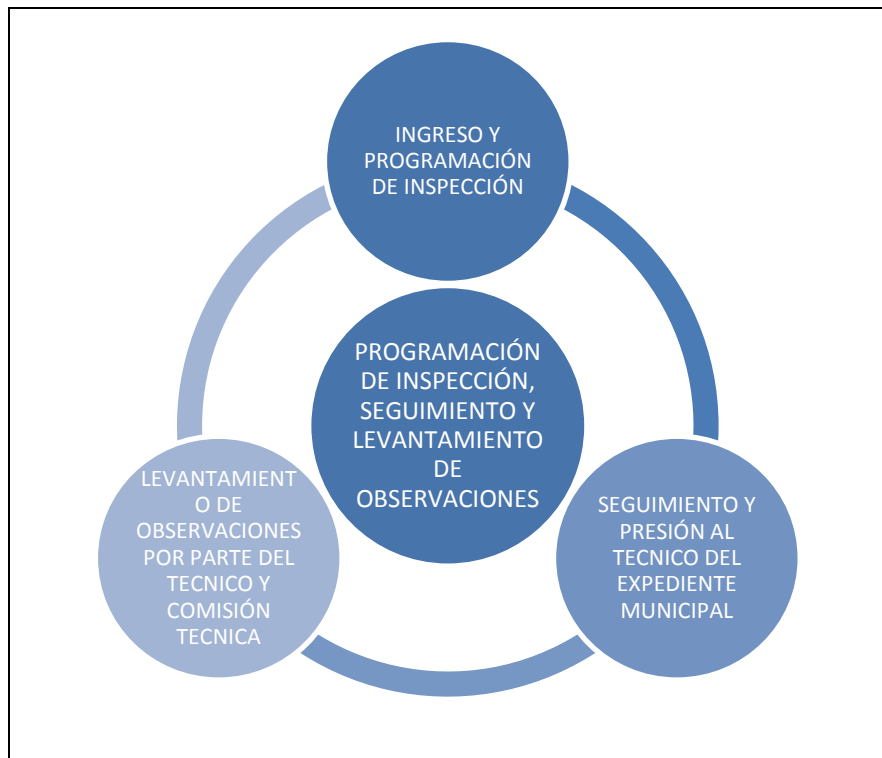 INGRESO Y
PROGRAMACIÓN
DE INSPECCIÓN
PROGRAMACIÓN
DE INSPECCIÓN,
SEGUIMIENTO Y
LEVANTAMIENTO
DE
OBSERVACIONES
SEGUIMIENTO Y
PRESIÓN AL
TECNICO DEL
EXPEDIENTE
MUNICIPAL
LEVANTAMIENT
O DE
OBSERVACIONES
POR PARTE DEL
TECNICO Y
COMISIÓN
TECNICA